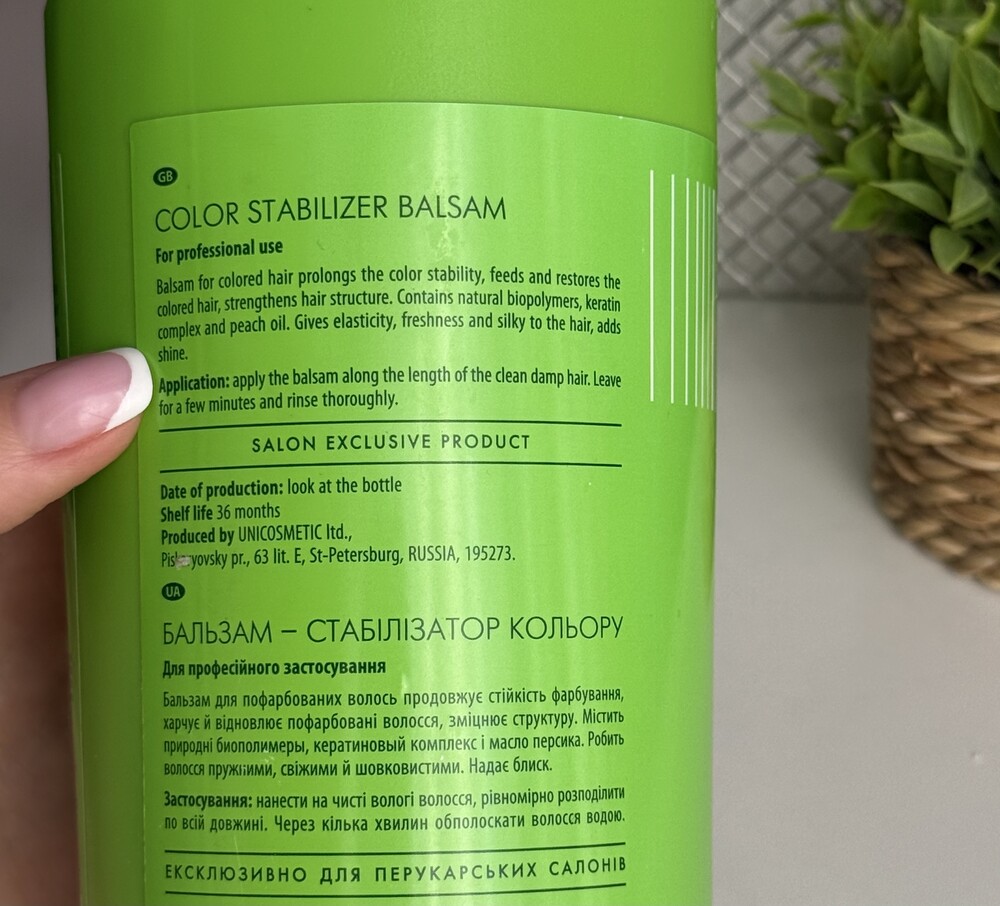 GB
COLOR STABILIZER BALSAM
For professional use
Balsam for colored hair prolongs the color stability, feeds and restores the
colored hair, strengthens hair structure. Contains natural biopolymers, keratin
complex and peach oil. Gives elasticity, freshness and silky to the hair, adds
shine.
Application: apply the balsam along the length of the clean damp hair. Leave
for a few minutes and rinse thoroughly.
SALON EXCLUSIVE PRODUCT
Date of production: look at the bottle
Shelf life 36 months
Produced by UNICOSMETIC ltd.,
pr., 63 lit. E, St-Petersburg, RUSSIA, 195273.
UA
БАЛЬЗАМ – СТАБІЛІЗАТОР КОЛЬОРУ
Для професійного застосування
Бальзам для пофарбованих волось продовжує стійкість фарбування,
харчує й відновлює пофарбовані волосся, зміцнює структуру. Містить
природні биополимеры, кератиновый комплекс і масло персика. Робить
волосся пружними, свіжими й шовковистими. Надає блиск.
Застосування: нанести на чисті вологі волосся, рівномірно розподілити
по всій довжині. Через кілька хвилин обполоскати волосся водою.
ЕКСКЛЮЗИВНО ДЛЯ ПЕРУКАРСЬКИХ САЛОНІВ